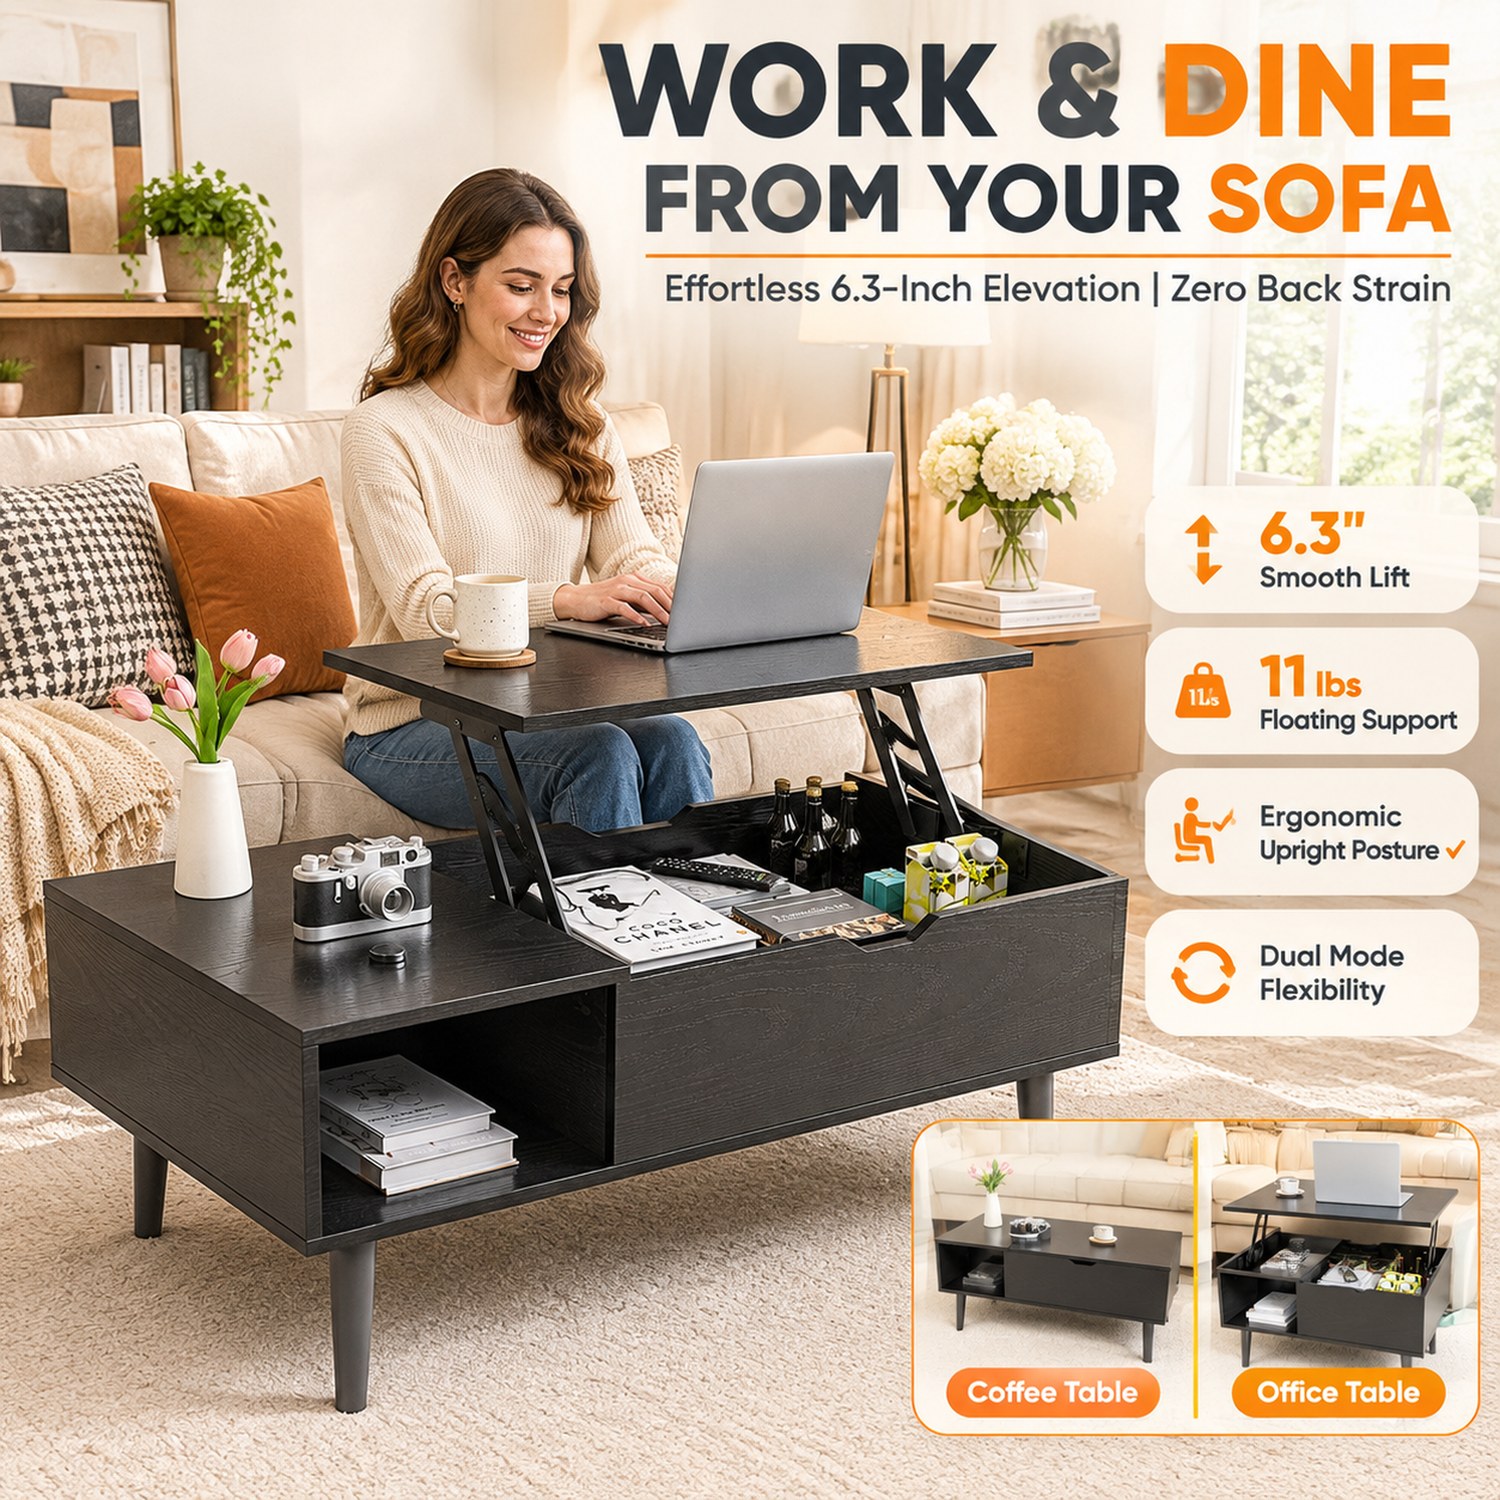 WORK & DINE
FROM YOUR SOFA
Effortless 6.3-Inch Elevation | Zero Back Strain
6.3"
Smooth Lift
11 lbs
Floating Support
Ergonomic
Upright Posture
Dual Mode
Flexibility
COCO
CHANEL
Coffee Table
Office Table